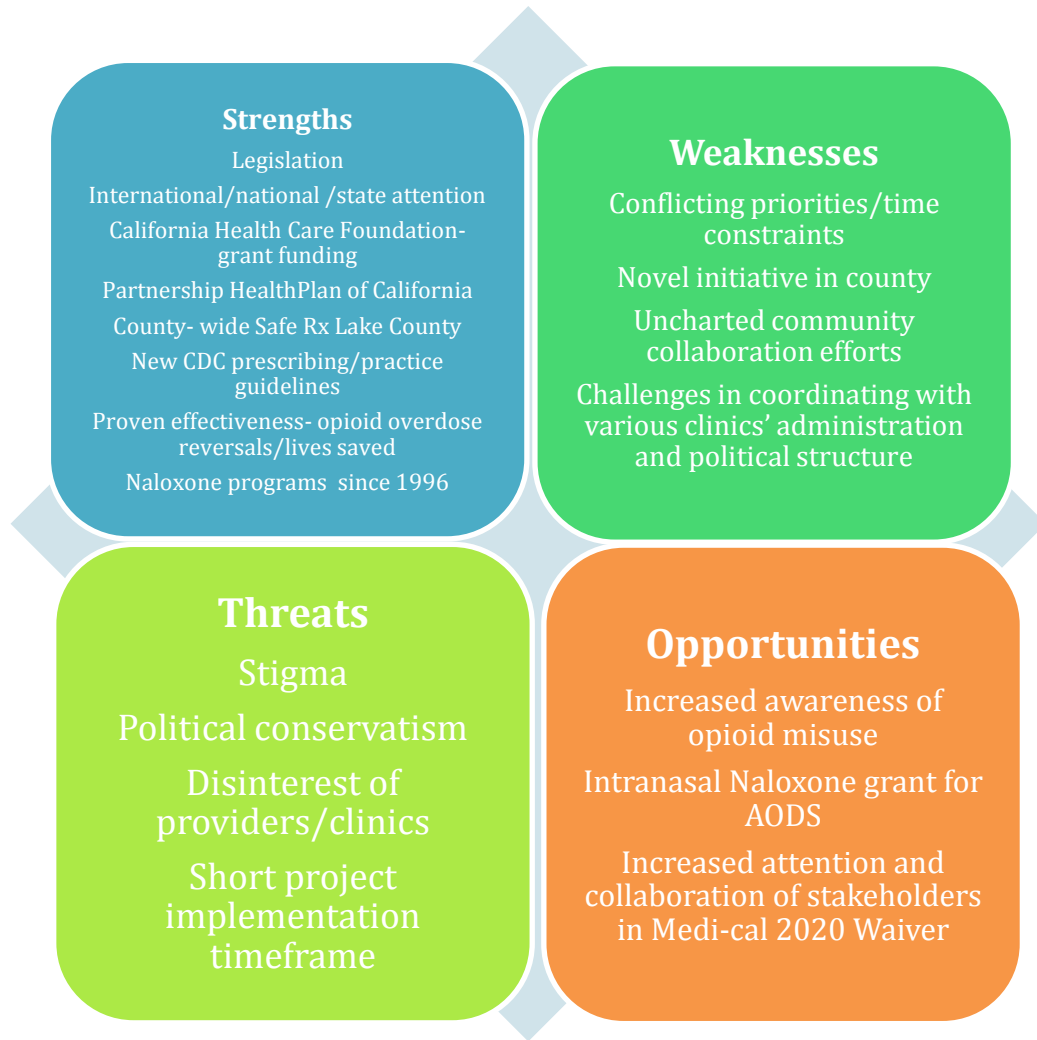 Strengths
Legislation
International/national /state attention
California Health Care Foundation-
grant funding
Partnership HealthPlan of California
County- wide Safe Rx Lake County
New CDC prescribing/practice
guidelines
Proven effectiveness- opioid overdose
reversals/lives saved
Naloxone programs  since 1996
Weaknesses
Conflicting priorities/time
constraints
Novel initiative in county
Uncharted community
collaboration efforts
Challenges in coordinating with
various clinics’ administration
and political structure
Threats
Stigma
Political conservatism
Disinterest of
providers/clinics
Short project
implementation
timeframe
Opportunities
Increased awareness of
opioid misuse
Intranasal Naloxone grant for
AODS
Increased attention and
collaboration of stakeholders
in Medi-cal 2020 Waiver